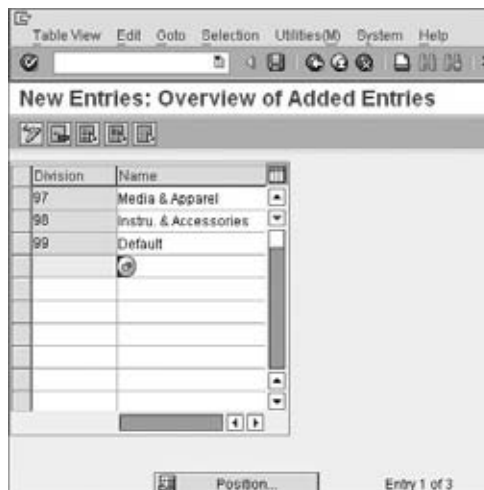 Table View Edit Goto Selection Utilities(M) System Help
New Entries: Overview of Added Entries
Division Name
97 Media & Apparel
98 Instru. & Accessories
99 Default
Position... Entry 1 of 3